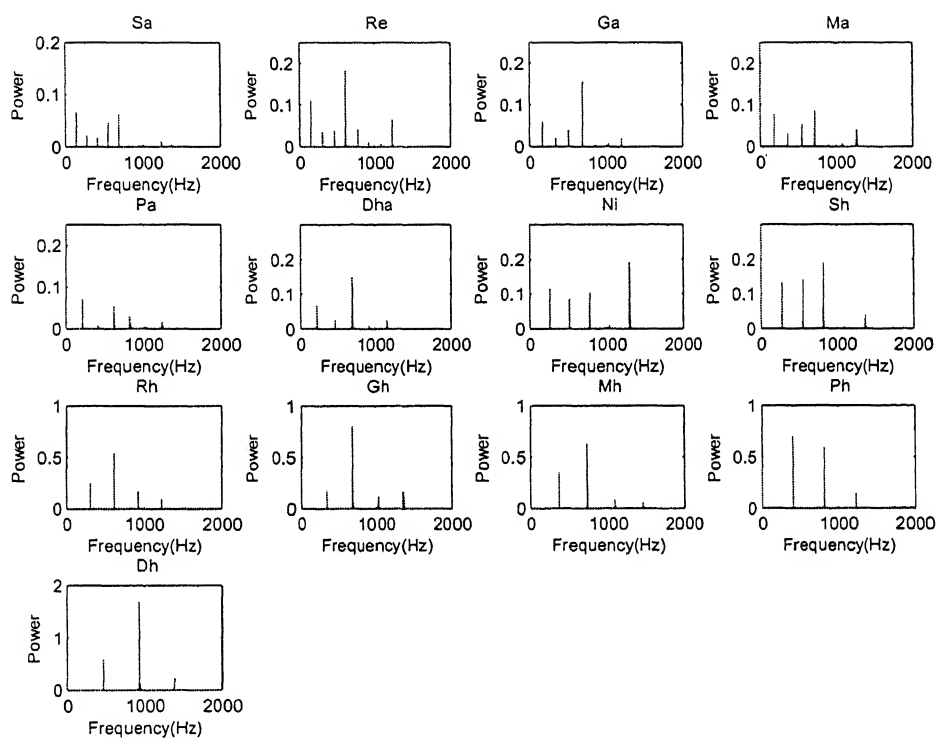 Sa Re Ga Ma
0.2 0.2 0.2 0.2
Power Power Power Power
0.1 0.1 0.1 0.1
0 0 0 0
0 1000 2000 0 1000 2000 0 1000 2000 0 1000 2000
Frequency(Hz) Frequency(Hz) Frequency(Hz) Frequency(Hz)
Pa Dha Ni Sh
0.2 0.2 0.2 0.2
Power Power Power Power
0.1 0.1 0.1 0.1
0 0 0 0
0 1000 2000 0 1000 2000 0 1000 2000 0 1000 2000
Frequency(Hz) Frequency(Hz) Frequency(Hz) Frequency(Hz)
Rh Gh Mh Ph
1 1 1 1
Power Power Power Power
0.5 0.5 0.5 0.5
0 0 0 0
0 1000 2000 0 1000 2000 0 1000 2000 0 1000 2000
Frequency(Hz) Frequency(Hz) Frequency(Hz) Frequency(Hz)
Dh
2
Power
1
0
0 1000 2000
Frequency(Hz)